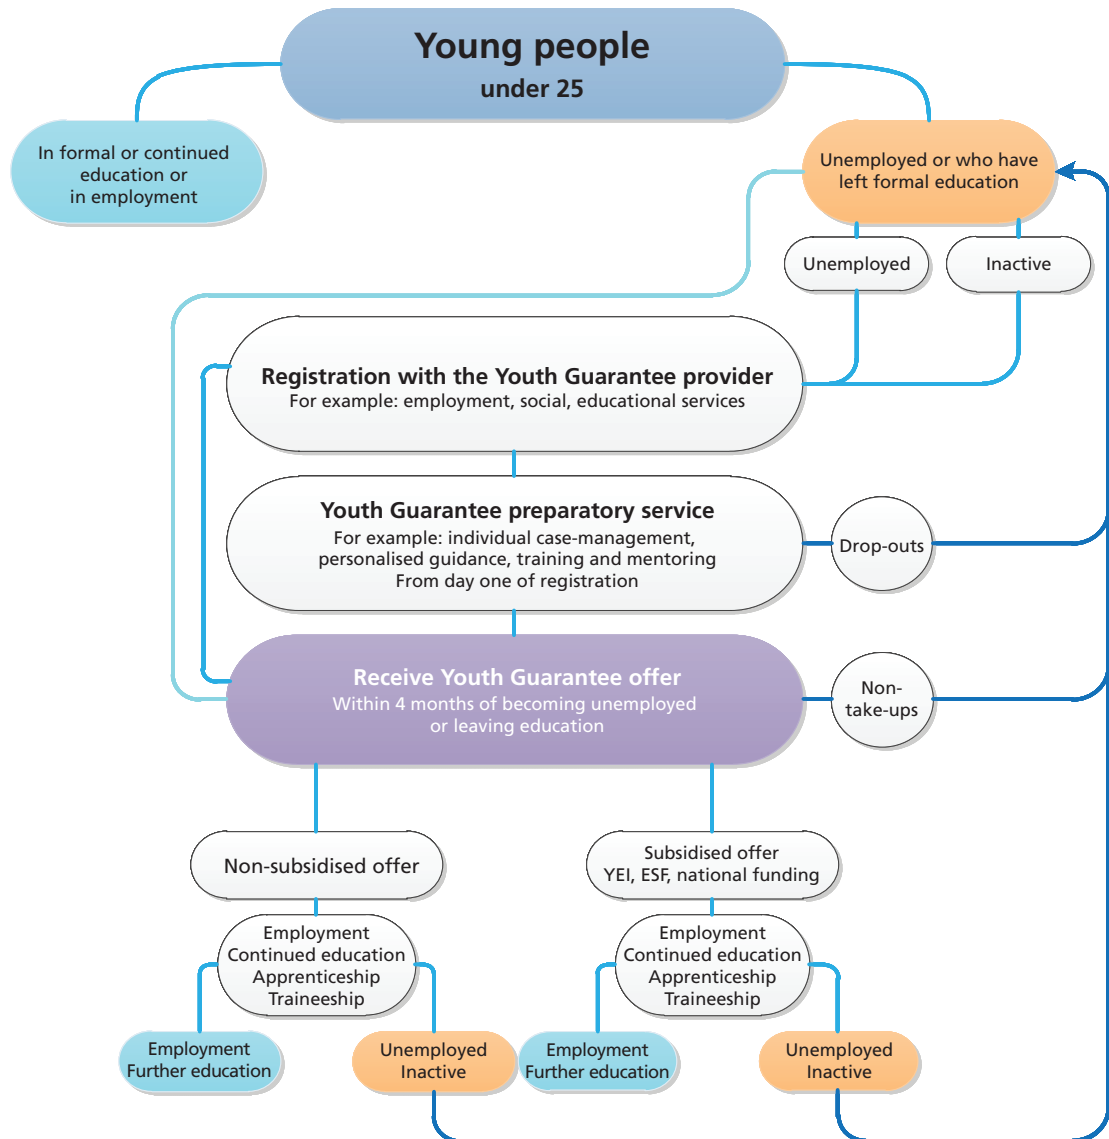 Young people
under 25
In formal or continued
education or
in employment
Unemployed or who have
left formal education
Unemployed
Inactive
Registration with the Youth Guarantee provider
For example: employment, social, educational services
Youth Guarantee preparatory service
For example: individual case-management,
personalised guidance, training and mentoring
From day one of registration
Drop-outs
Receive Youth Guarantee offer
Within 4 months of becoming unemployed
or leaving education
Non-
take-ups
Non-subsidised offer
Subsidised offer
YEI, ESF, national funding
Employment
Continued education
Apprenticeship
Traineeship
Employment
Continued education
Apprenticeship
Traineeship
Employment
Further education
Unemployed
Inactive
Employment
Further education
Unemployed
Inactive